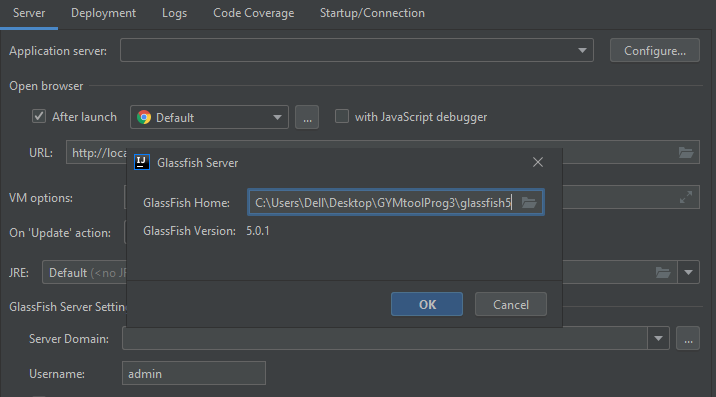 Server Deployment Logs Code Coverage Startup/Connection
Application server: Configure...
Open browser
After launch Default ... with JavaScript debugger
URL: http://loca
IJ Glassfish Server
GlassFish Home: C:\Users\Dell\Desktop\GYMtoolProg3\glassfish5
VM options:
GlassFish Version: 5.0.1
On 'Update' action:
JRE: Default (<no JR
OK Cancel
GlassFish Server Settin
Server Domain: ...
Username: admin